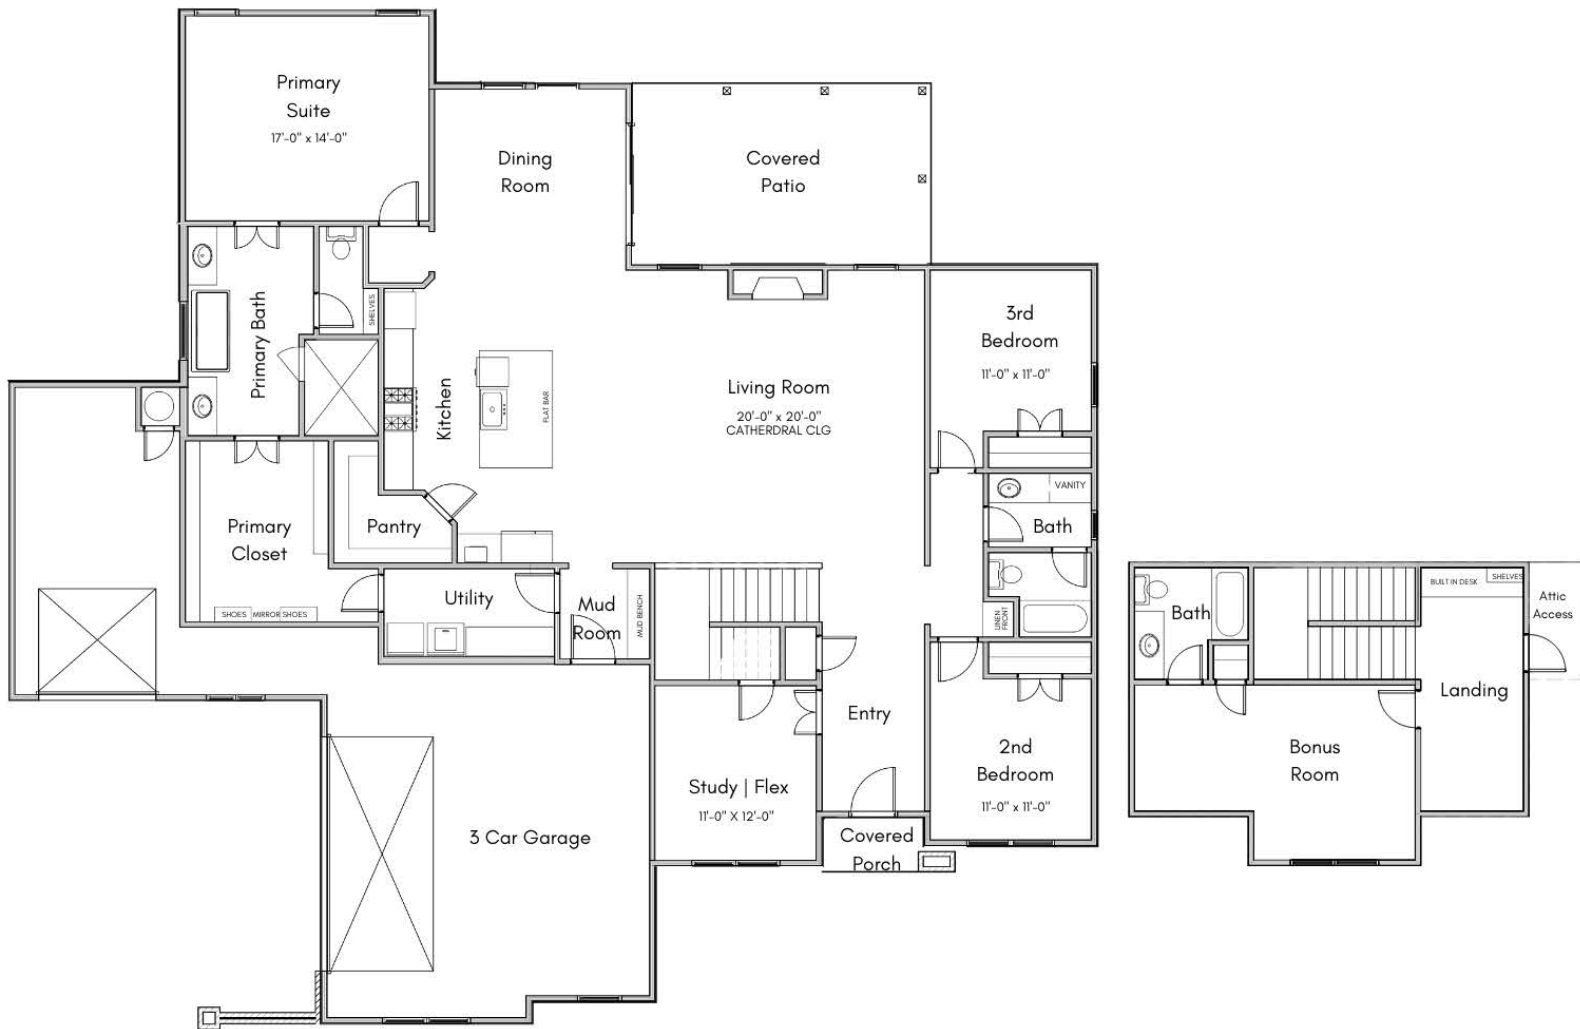 Primary
Suite
17'-0" x 14'-0"
Dining
Room
Covered
Patio
Primary Bath
SHELVES
Kitchen
FLAT BAR
Living Room
20'-0" x 20'-0"
CATHERDRAL CLG
3rd
Bedroom
11'-0" x 11'-0"
VANITY
Bath
Primary
Closet
Pantry
SHOES
MIRROR
SHOES
Utility
Mud
Room
MUD BENCH
LINEN
FRONT
Entry
Study | Flex
11'-0" X 12'-0"
2nd
Bedroom
11'-0" x 11'-0"
3 Car Garage
Covered
Porch
Bath
BUILT IN DESK
SHELVES
Attic
Access
Landing
Bonus
Room